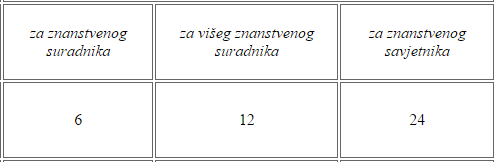 za znanstvenog
suradnika
za višeg znanstvenog
suradnika
za znanstvenog
savjetnika
6
12
24